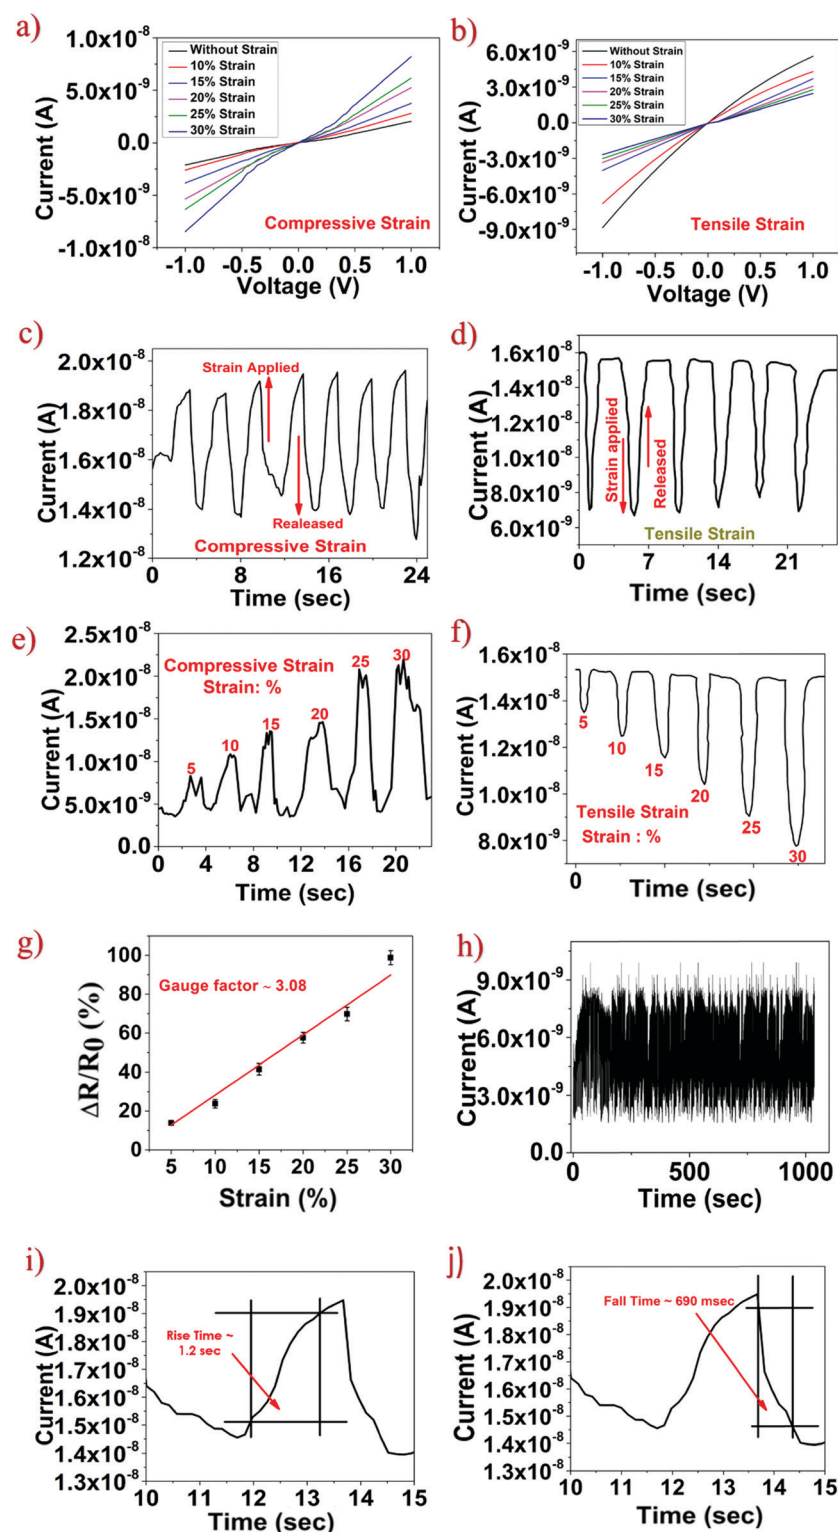 a)
1.0x10-8
5.0x10-9
0.0
-5.0x10-9
-1.0x10-8
Current (A)
Without Strain
10% Strain
15% Strain
20% Strain
25% Strain
30% Strain
Compressive Strain
-1.0 -0.5 0.0 0.5 1.0
Voltage (V)
b)
6.0x10-9
3.0x10-9
0.0
-3.0x10-9
-6.0x10-9
-9.0x10-9
Current (A)
Without Strain
10% Strain
15% Strain
20% Strain
25% Strain
30% Strain
Tensile Strain
-1.0 -0.5 0.0 0.5 1.0
Voltage (V)
c)
2.0x10-8
1.8x10-8
1.6x10-8
1.4x10-8
1.2x10-8
Current (A)
Strain Applied
Realeased
Compressive Strain
0 8 16 24
Time (sec)
d)
1.6x10-8
1.4x10-8
1.2x10-8
1.0x10-8
8.0x10-9
6.0x10-9
Current (A)
Strain applied
Released
Tensile Strain
0 7 14 21
Time (sec)
e)
2.5x10-8
2.0x10-8
1.5x10-8
1.0x10-8
5.0x10-9
0.0
Current (A)
Compressive Strain
Strain: %
5
10
15
20
25
30
0 4 8 12 16 20
Time (sec)
f)
1.6x10-8
1.4x10-8
1.2x10-8
1.0x10-8
8.0x10-9
Current (A)
5
10
15
20
25
30
Tensile Strain
Strain : %
0 7 14 21 28 35
Time (sec)
g)
100
80
60
40
20
0
ΔR/R0 (%)
Gauge factor ~ 3.08
5 10 15 20 25 30
Strain (%)
h)
9.0x10-9
6.0x10-9
3.0x10-9
0.0
Current (A)
0 500 1000
Time (sec)
i)
2.0x10-8
1.9x10-8
1.8x10-8
1.6x10-8
1.5x10-8
1.4x10-8
1.3x10-8
Current (A)
Rise Time ~
1.2 sec
10 11 12 13 14 15
Time (sec)
j)
2.0x10-8
1.9x10-8
1.8x10-8
1.6x10-8
1.5x10-8
1.4x10-8
1.3x10-8
Current (A)
Fall Time ~ 690 msec
10 11 12 13 14 15
Time (sec)